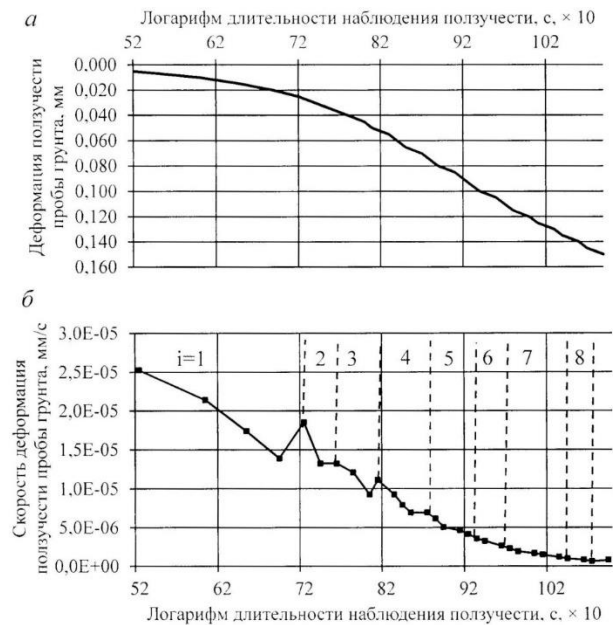 а
Логарифм длительности наблюдения ползучести, с, × 10
52 62 72 82 92 102
Деформация ползучести
пробы грунта, мм
0,000
0,020
0,040
0,060
0,080
0,100
0,120
0,140
0,160
б
Скорость деформация
ползучести пробы грунта, мм/с
3.0E-05
2,5E-05
2,0E-05
1,5E-05
1,0E-05
5,0E-06
0,0E+00
i=1 2 3 4 5 6 7 8
52 62 72 82 92 102
Логарифм длительности наблюдения ползучести, с, × 10